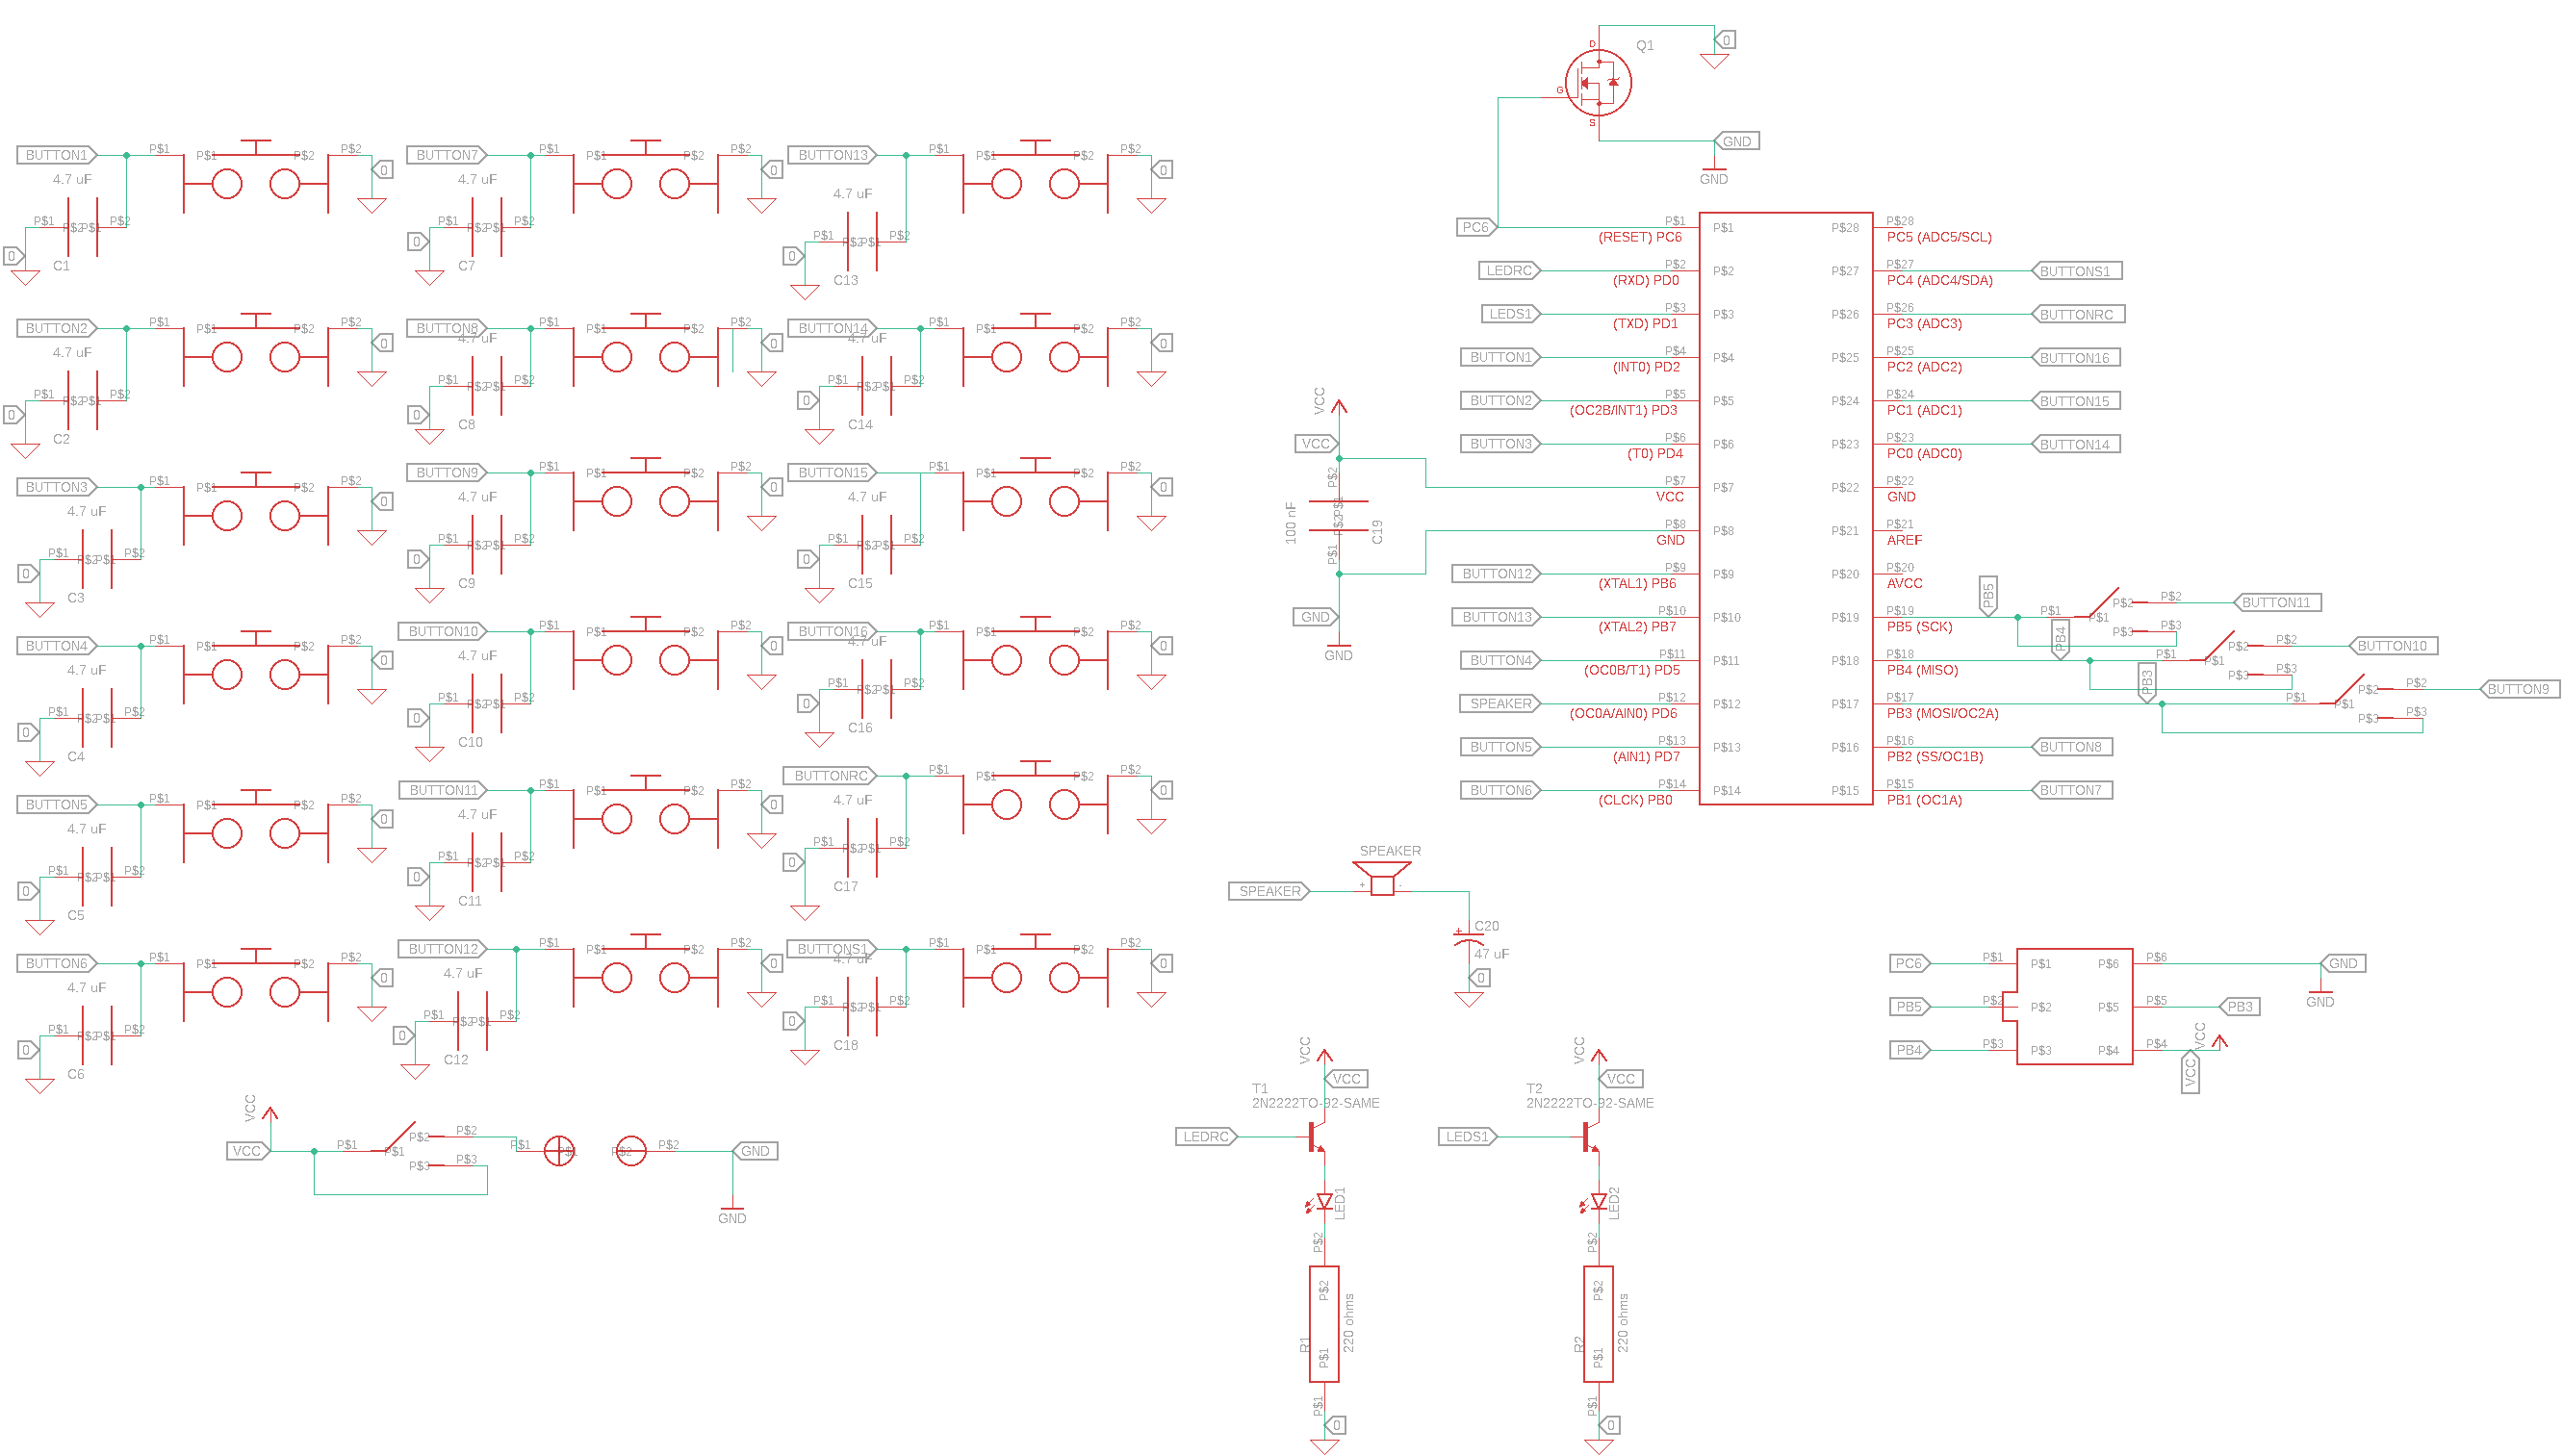 Q1
D
G
S
0
GND
GND
BUTTON1
P$1
P$1
P$2
P$2
0
4.7 uF
P$1
P$2
P$1
P$2
0
C1
BUTTON7
P$1
P$1
P$2
P$2
0
4.7 uF
P$1
P$2
P$1
P$2
0
C7
BUTTON13
P$1
P$1
P$2
P$2
0
4.7 uF
P$1
P$2
P$1
P$2
0
C13
BUTTON2
P$1
P$1
P$2
P$2
0
4.7 uF
P$1
P$2
P$1
P$2
0
C2
BUTTON8
P$1
P$1
P$2
P$2
0
4.7 uF
P$1
P$2
P$1
P$2
0
C8
BUTTON14
P$1
P$1
P$2
P$2
0
4.7 uF
P$1
P$2
P$1
P$2
0
C14
BUTTON3
P$1
P$1
P$2
P$2
0
4.7 uF
P$1
P$2
P$1
P$2
0
C3
BUTTON9
P$1
P$1
P$2
P$2
0
4.7 uF
P$1
P$2
P$1
P$2
0
C9
BUTTON15
P$1
P$1
P$2
P$2
0
4.7 uF
P$1
P$2
P$1
P$2
0
C15
BUTTON4
P$1
P$1
P$2
P$2
0
4.7 uF
P$1
P$2
P$1
P$2
0
C4
BUTTON10
P$1
P$1
P$2
P$2
0
4.7 uF
P$1
P$2
P$1
P$2
0
C10
BUTTON16
P$1
P$1
P$2
P$2
0
4.7 uF
P$1
P$2
P$1
P$2
0
C16
BUTTON5
P$1
P$1
P$2
P$2
0
4.7 uF
P$1
P$2
P$1
P$2
0
C5
BUTTON11
P$1
P$1
P$2
P$2
0
4.7 uF
P$1
P$2
P$1
P$2
0
C11
BUTTONRC
P$1
P$1
P$2
P$2
0
4.7 uF
P$1
P$2
P$1
P$2
0
C17
BUTTON6
P$1
P$1
P$2
P$2
0
4.7 uF
P$1
P$2
P$1
P$2
0
C6
BUTTON12
P$1
P$1
P$2
P$2
0
4.7 uF
P$1
P$2
P$1
P$2
0
C12
BUTTONS1
P$1
P$1
P$2
P$2
0
4.7 uF
P$1
P$2
P$1
P$2
0
C18
VCC
VCC
P$1
P$1
P$2
P$2
P$3
P$3
P$1
P$1
P$2
P$2
GND
GND
VCC
VCC
P$2
P$1
100 nF
P$2
C19
P$1
GND
GND
PC6
P$1
P$1
(RESET) PC6
LEDRC
P$2
P$2
(RXD) PD0
LEDS1
P$3
P$3
(TXD) PD1
BUTTON1
P$4
P$4
(INT0) PD2
BUTTON2
P$5
P$5
(OC2B/INT1) PD3
BUTTON3
P$6
P$6
(T0) PD4
P$7
P$7
VCC
P$8
P$8
GND
BUTTON12
P$9
P$9
(XTAL1) PB6
BUTTON13
P$10
P$10
(XTAL2) PB7
BUTTON4
P$11
P$11
(OC0B/T1) PD5
SPEAKER
P$12
P$12
(OC0A/AIN0) PD6
BUTTON5
P$13
P$13
(AIN1) PD7
BUTTON6
P$14
P$14
(CLCK) PB0
P$28
P$28
PC5 (ADC5/SCL)
P$27
P$27
BUTTONS1
PC4 (ADC4/SDA)
P$26
P$26
BUTTONRC
PC3 (ADC3)
P$25
P$25
BUTTON16
PC2 (ADC2)
P$24
P$24
BUTTON15
PC1 (ADC1)
P$23
P$23
BUTTON14
PC0 (ADC0)
P$22
P$22
GND
P$21
P$21
AREF
P$20
P$20
AVCC
P$19
P$19
PB5 (SCK)
PB5
P$1
P$1
P$2
P$2
BUTTON11
P$3
P$3
P$18
P$18
PB4 (MISO)
PB4
P$1
P$1
P$2
P$2
BUTTON10
P$3
P$3
P$17
P$17
PB3 (MOSI/OC2A)
PB3
P$1
P$1
P$2
P$2
BUTTON9
P$3
P$3
P$16
P$16
BUTTON8
PB2 (SS/OC1B)
P$15
P$15
BUTTON7
PB1 (OC1A)
SPEAKER
SPEAKER
+
-
C20
+
47 uF
0
PC6
P$1
P$1
P$6
P$6
GND
GND
PB5
P$2
P$2
P$5
P$5
PB3
PB4
P$3
P$3
P$4
P$4
VCC
VCC
VCC
VCC
T1
2N2222TO-92-SAME
LEDRC
LED1
P$2
P$2
R1
220 ohms
P$1
P$1
0
VCC
VCC
T2
2N2222TO-92-SAME
LEDS1
LED2
P$2
P$2
R2
220 ohms
P$1
P$1
0